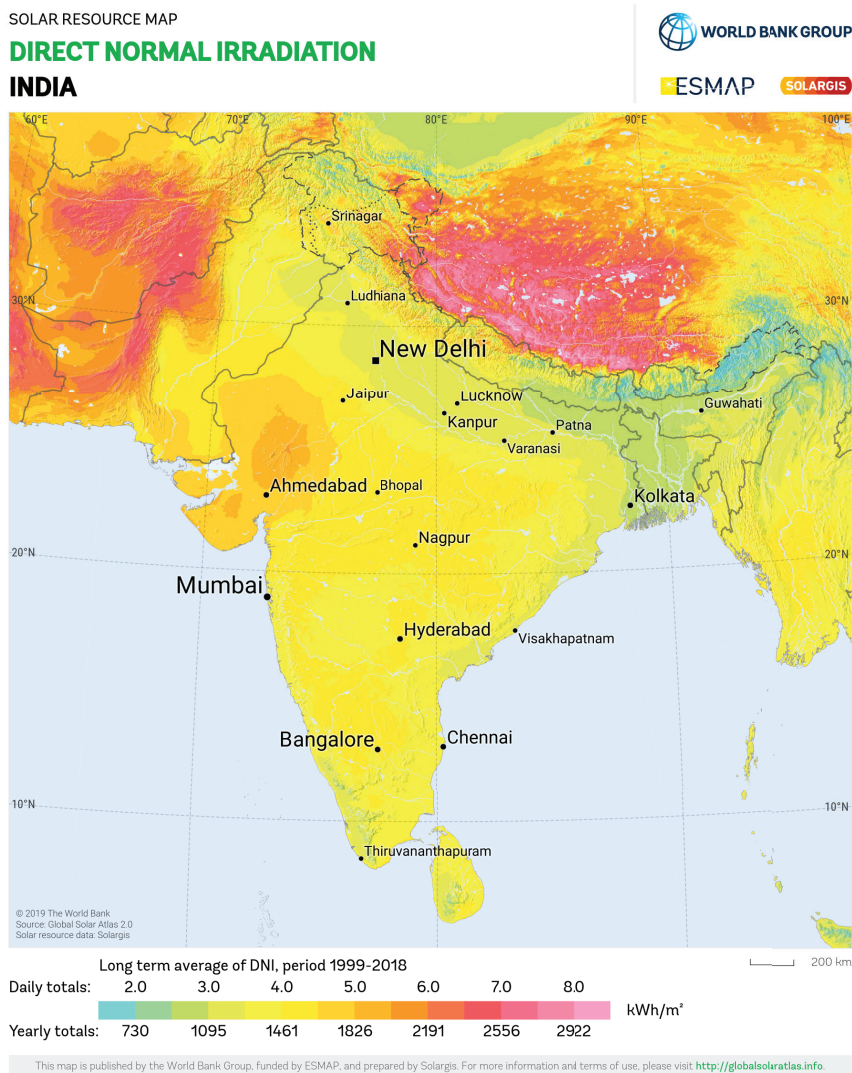 SOLAR RESOURCE MAP
DIRECT NORMAL IRRADIATION
INDIA
WORLD BANK GROUP
ESMAP
SOLARGIS
60°E 70°E 80°E 90°E 100°E
Srinagar
Ludhiana
30°N 30°N
New Delhi
Jaipur
Lucknow
Guwahati
Kanpur
Patna
Varanasi
Ahmedabad
Bhopal
Kolkata
Nagpur
20°N 20°N
Mumbai
Hyderabad
Visakhapatnam
Bangalore
Chennai
10°N 10°N
Thiruvananthapuram
© 2019 The World Bank
Source: Global Solar Atlas 2.0
Solar resource data: Solargis
Long term average of DNI, period 1999-2018
200 km
Daily totals: 2.0 3.0 4.0 5.0 6.0 7.0 8.0
kWh/m²
Yearly totals: 730 1095 1461 1826 2191 2556 2922
This map is published by the World Bank Group, funded by ESMAP, and prepared by Solargis. For more information and terms of use, please visit http://globalsolaratlas.info.